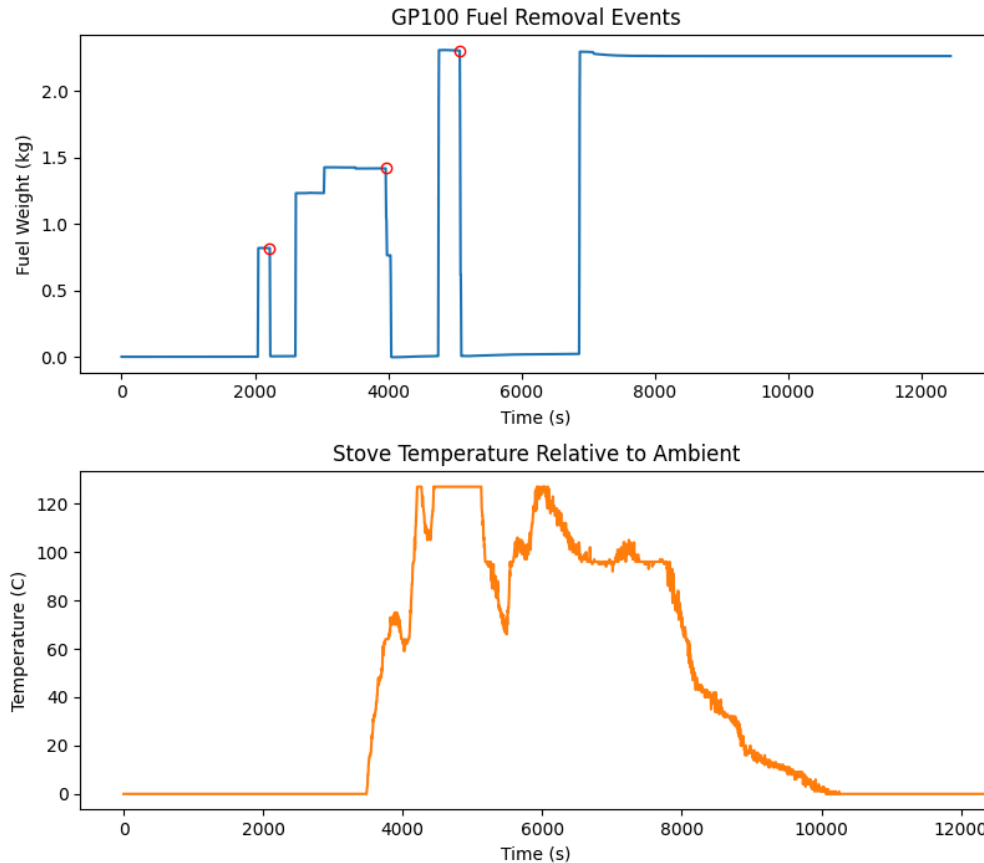 GP100 Fuel Removal Events
Fuel Weight (kg)
2.0
1.5
1.0
0.5
0.0
0 2000 4000 6000 8000 10000 12000
Time (s)
Stove Temperature Relative to Ambient
Temperature (C)
120
100
80
60
40
20
0
0 2000 4000 6000 8000 10000 12000
Time (s)